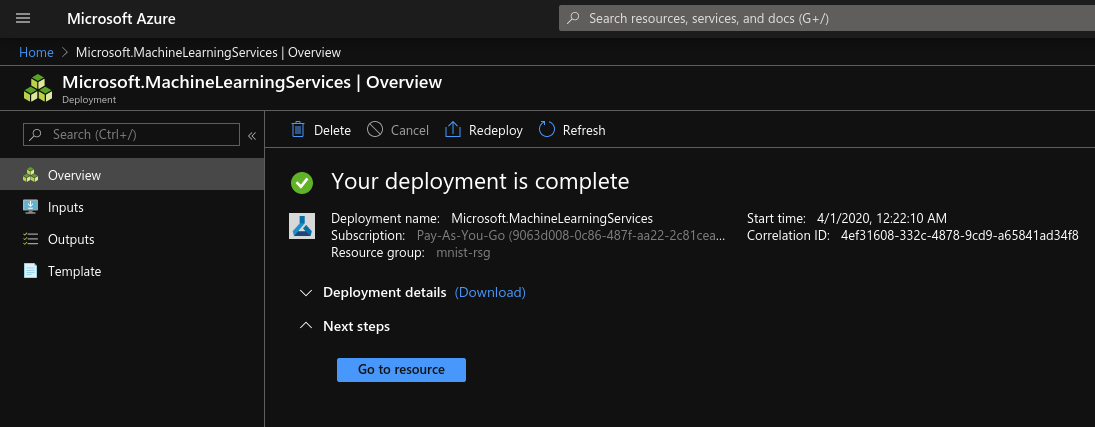 Microsoft Azure
Search resources, services, and docs (G+/)
Home > Microsoft.MachineLearningServices | Overview
Microsoft.MachineLearningServices | Overview
Deployment
Search (Ctrl+/)
«
Delete
Cancel
Redeploy
Refresh
Overview
Inputs
Outputs
Template
Your deployment is complete
Deployment name: Microsoft.MachineLearningServices
Subscription: Pay-As-You-Go (9063d008-0c86-487f-aa22-2c81cea...
Resource group: mnist-rsg
Start time: 4/1/2020, 12:22:10 AM
Correlation ID: 4ef31608-332c-4878-9cd9-a65841ad34f8
Deployment details (Download)
Next steps
Go to resource